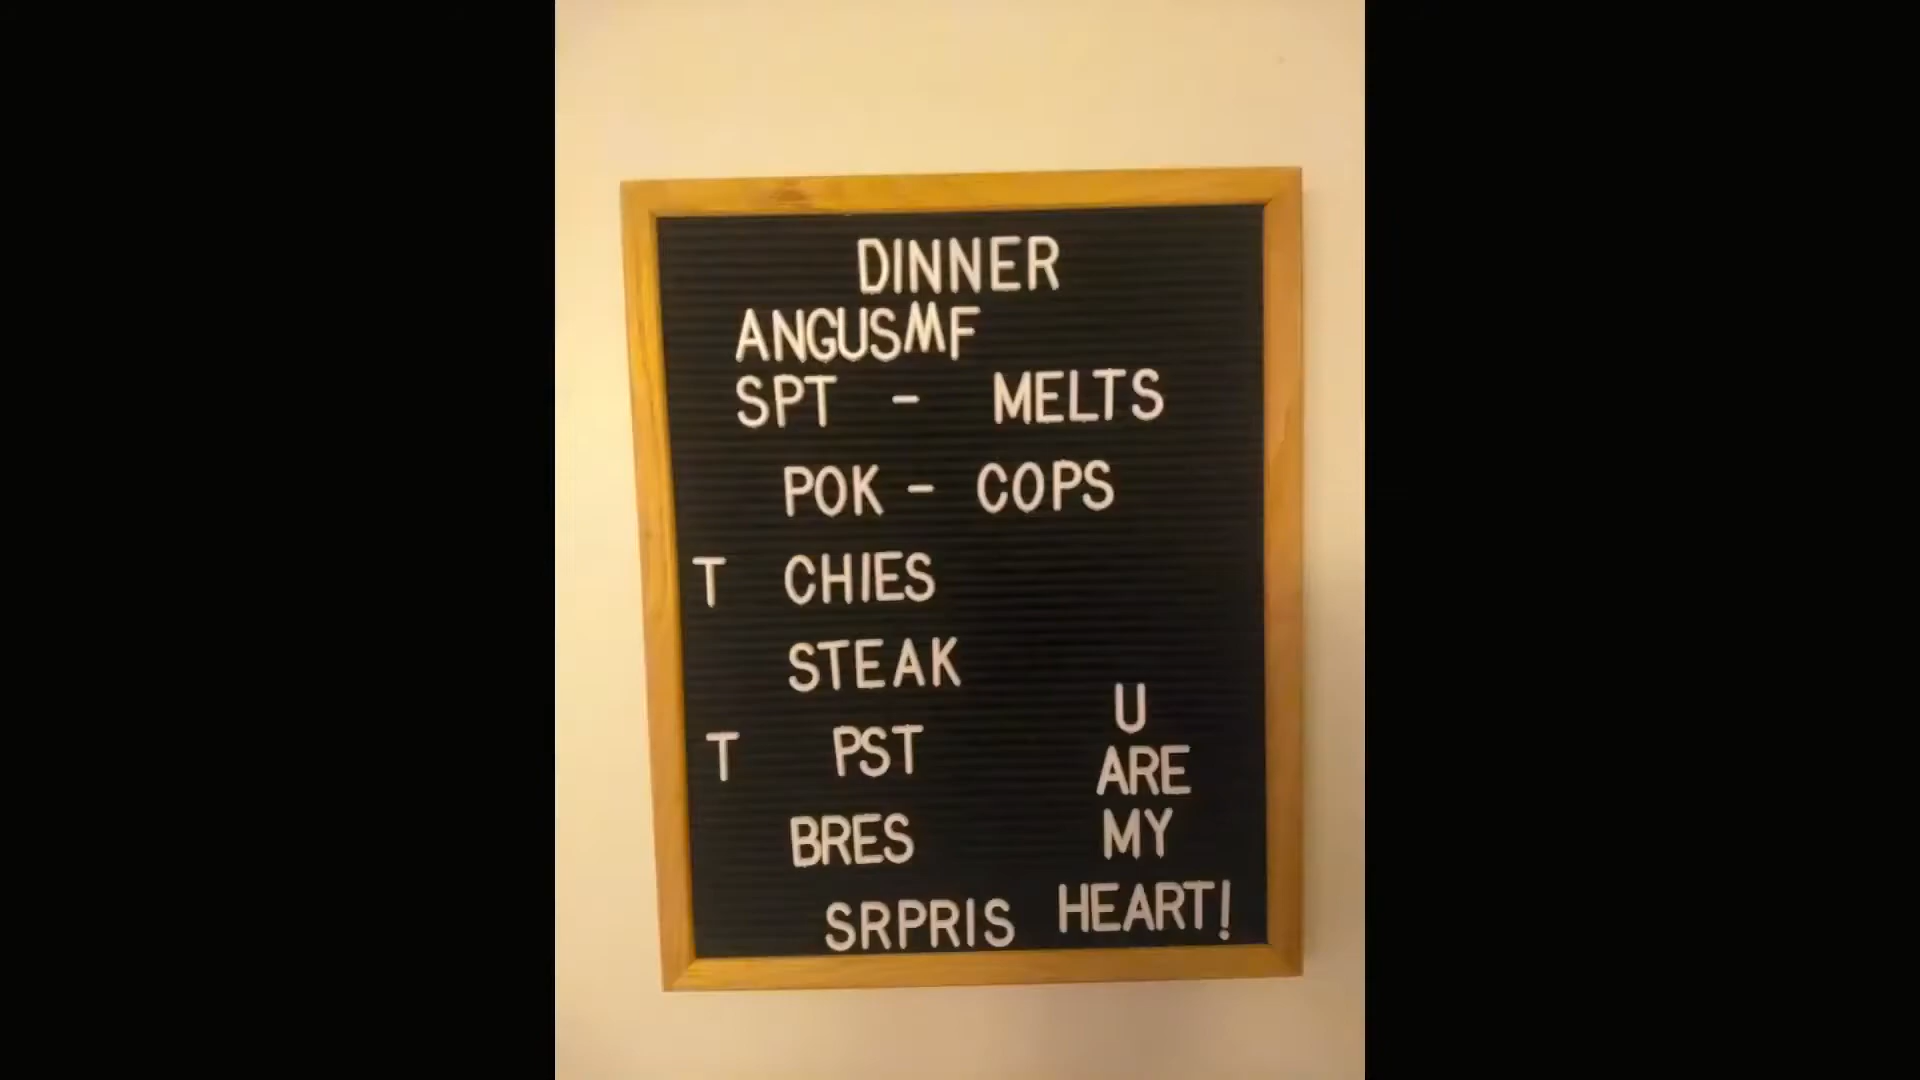 DINNER
ANGUSMF
SPT - MELTS
POK - COPS
T CHIES
STEAK
T PST
BRES
SRPRIS
U
ARE
MY
HEART!